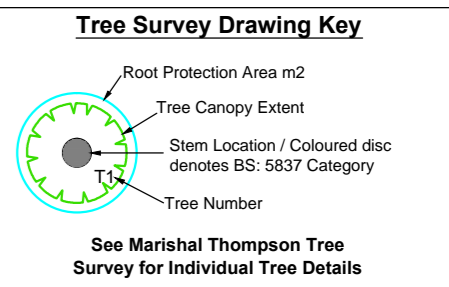 Tree Survey Drawing Key
Root Protection Area m2
Tree Canopy Extent
Stem Location / Coloured disc
denotes BS: 5837 Category
T1
Tree Number
See Marishal Thompson Tree
Survey for Individual Tree Details